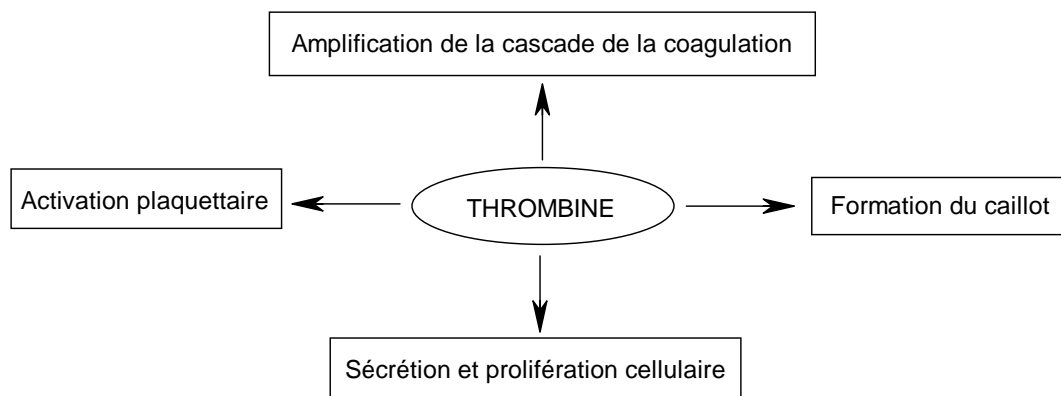 Amplification de la cascade de la coagulation
Activation plaquettaire
THROMBINE
Formation du caillot
Sécrétion et prolifération cellulaire